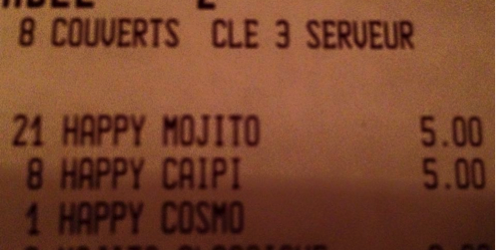 8 COUVERTS CLE 3 SERVEUR
21 HAPPY MOJITO 5.00
8 HAPPY CAIPI 5.00
1 HAPPY COSMO